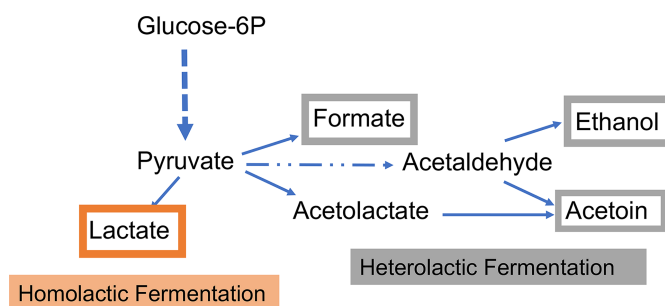 Glucose-6P
Formate
Ethanol
Pyruvate
Acetaldehyde
Acetolactate
Acetoin
Lactate
Heterolactic Fermentation
Homolactic Fermentation